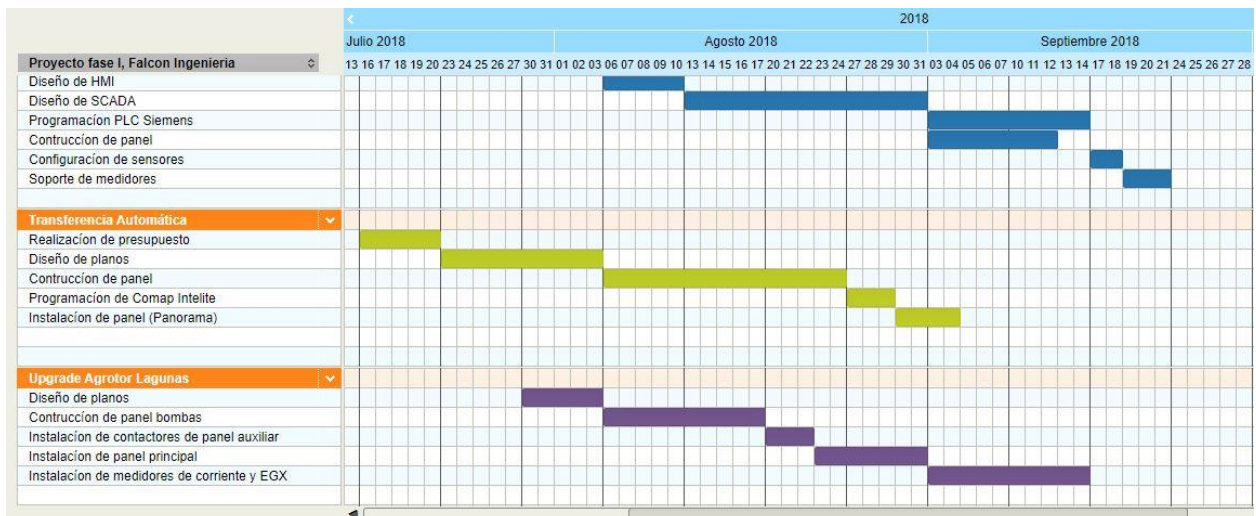 2018
Julio 2018 Agosto 2018 Septiembre 2018
Proyecto fase I, Falcon Ingenieria 13 16 17 18 19 20 23 24 25 26 27 30 31 01 02 03 06 07 08 09 10 13 14 15 16 17 20 21 22 23 24 27 28 29 30 31 03 04 05 06 07 10 11 12 13 14 17 18 19 20 21 24 25 26 27 28
Diseño de HMI
Diseño de SCADA
Programacíon PLC Siemens
Contruccíon de panel
Configuracíon de sensores
Soporte de medidores
Transferencia Automática
Realizacíon de presupuesto
Diseño de planos
Contruccíon de panel
Programacíon de Comap Intelite
Instalacíon de panel (Panorama)
Upgrade Agrotor Lagunas
Diseño de planos
Contruccíon de panel bombas
Instalacíon de contactores de panel auxiliar
Instalacíon de panel principal
Instalacíon de medidores de corriente y EGX